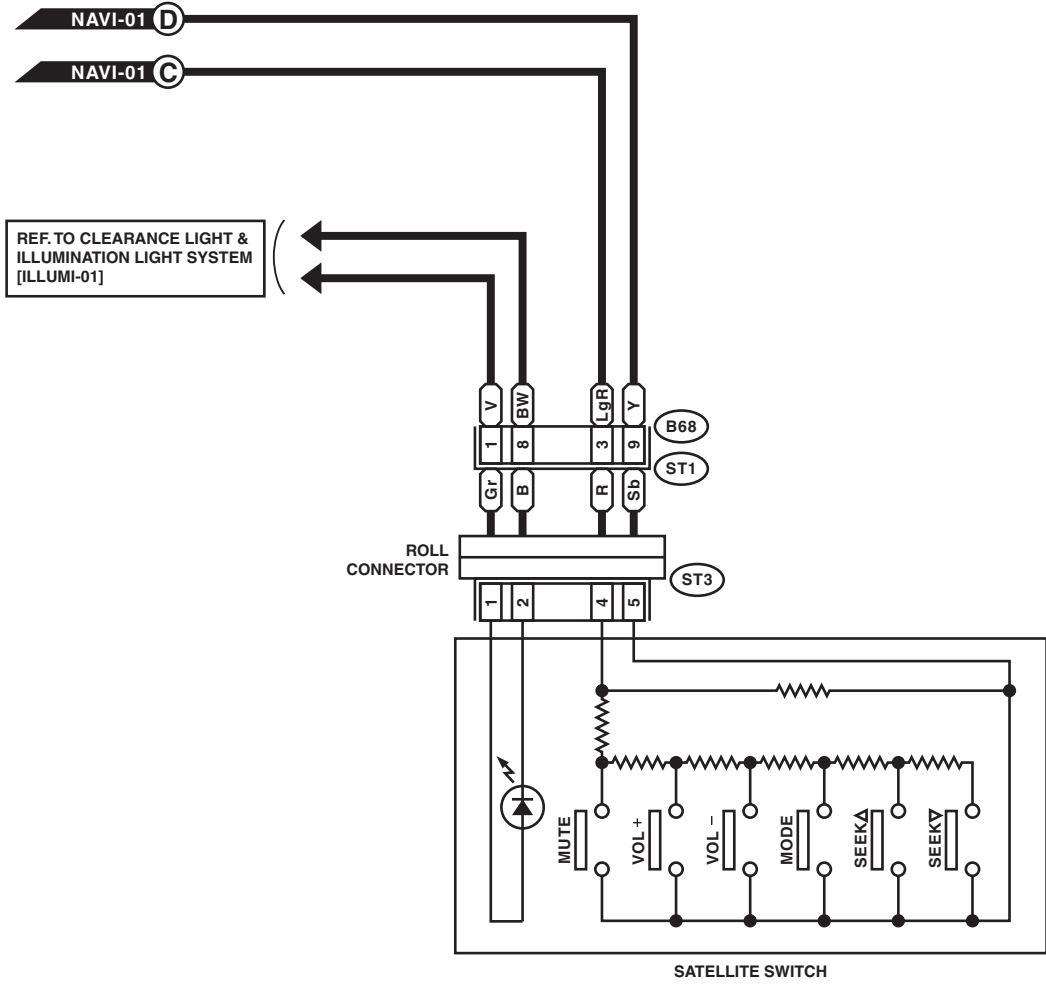 NAVI-01 D
NAVI-01 C
REF. TO CLEARANCE LIGHT &
ILLUMINATION LIGHT SYSTEM
[ILLUMI-01]
V BW LgR Y
1 8 3 9
B68
ST1
Gr B R Sb
ROLL
CONNECTOR
ST3
1 2 4 5
MUTE
VOL +
VOL –
MODE
SEEK△
SEEK▽
SATELLITE SWITCH